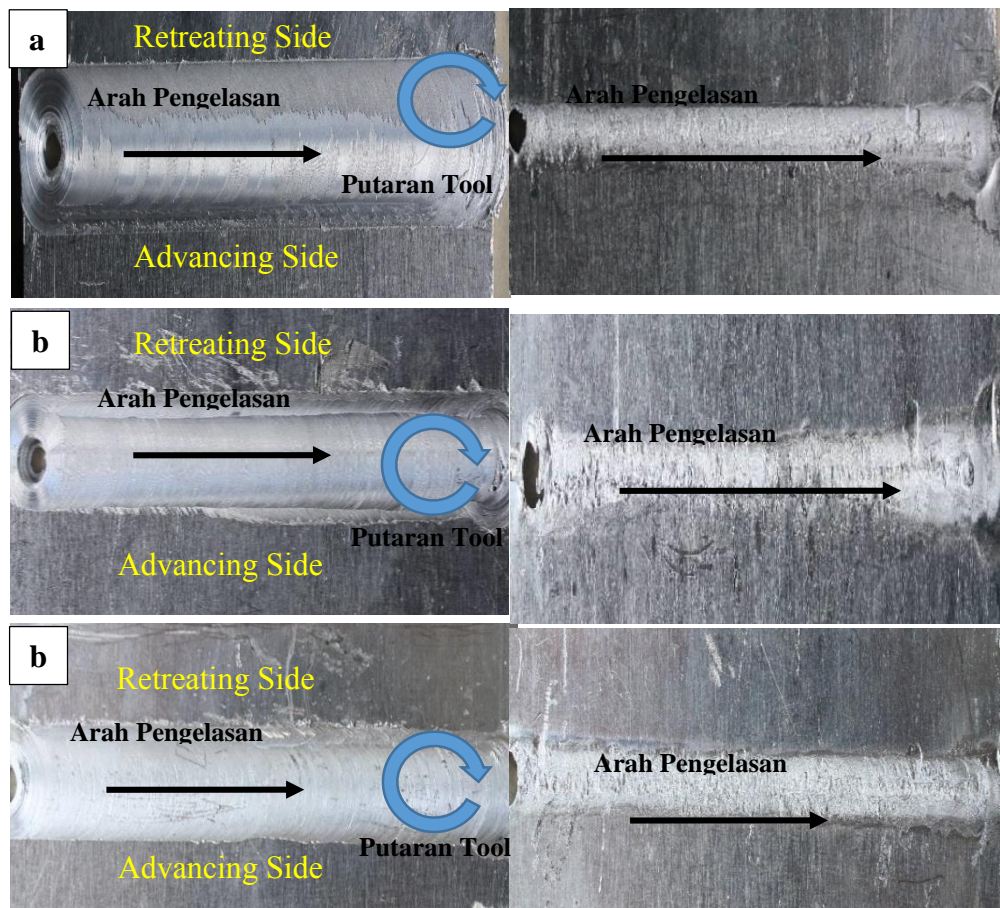 a
Retreating Side
Arah Pengelasan
Putaran Tool
Advancing Side
Arah Pengelasan
b
Retreating Side
Arah Pengelasan
Putaran Tool
Advancing Side
Arah Pengelasan
b
Retreating Side
Arah Pengelasan
Putaran Tool
Advancing Side
Arah Pengelasan